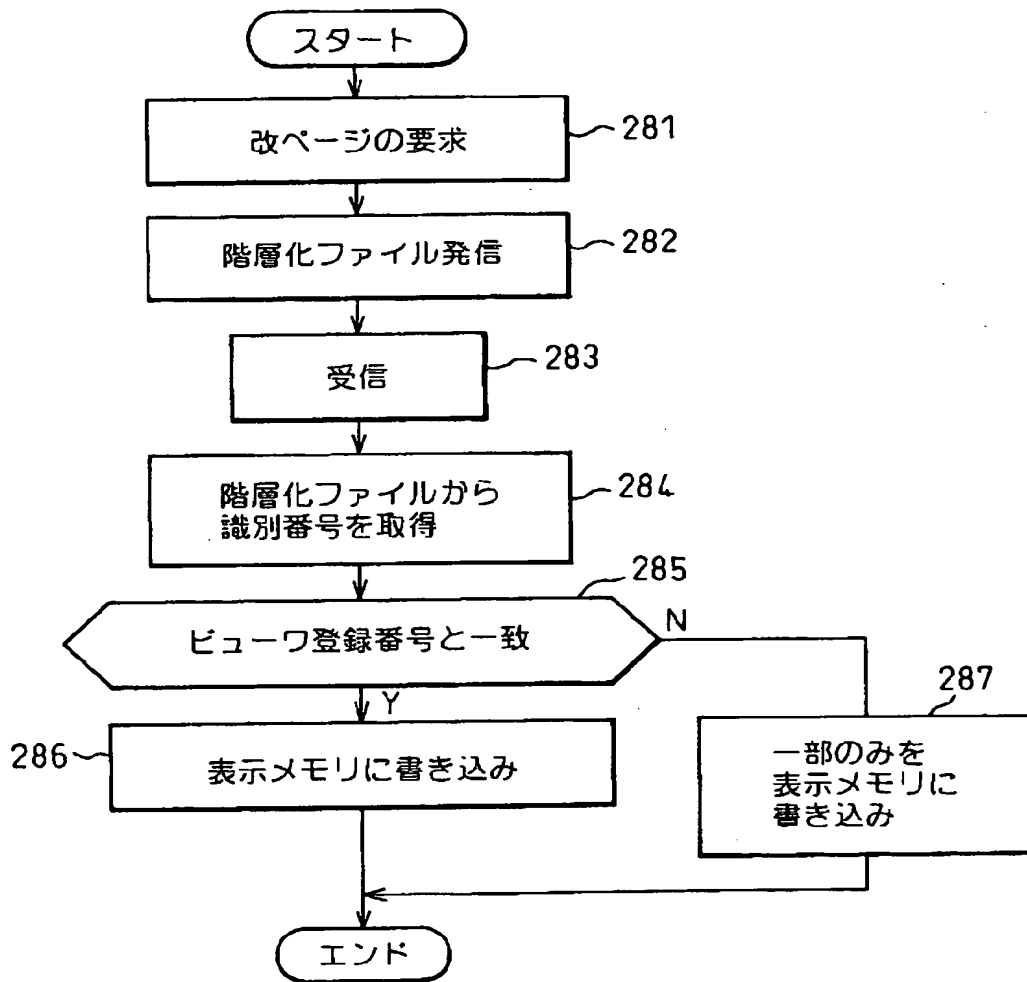 スタート
改ページの要求
281
階層化ファイル発信
282
受信
283
階層化ファイルから
識別番号を取得
284
285
ビューワ登録番号と一致
N
Y
286
表示メモリに書き込み
287
一部のみを
表示メモリに
書き込み
エンド